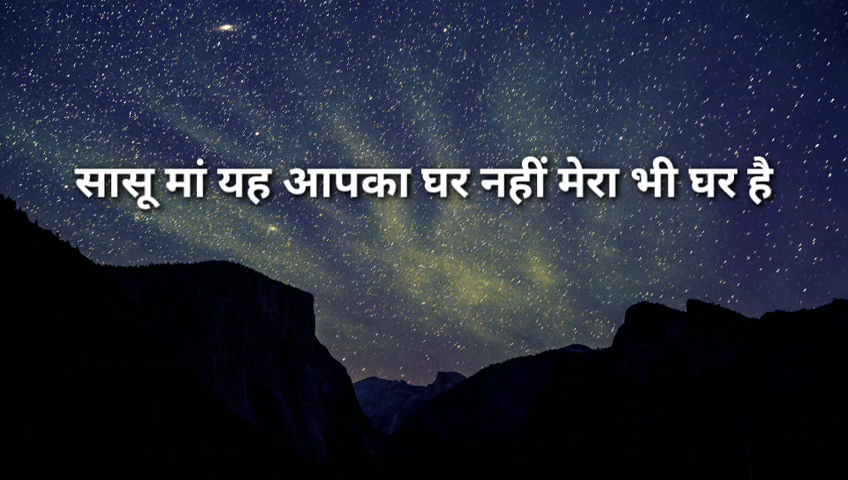 सासू मां यह आपका घर नहीं मेरा भी घर है